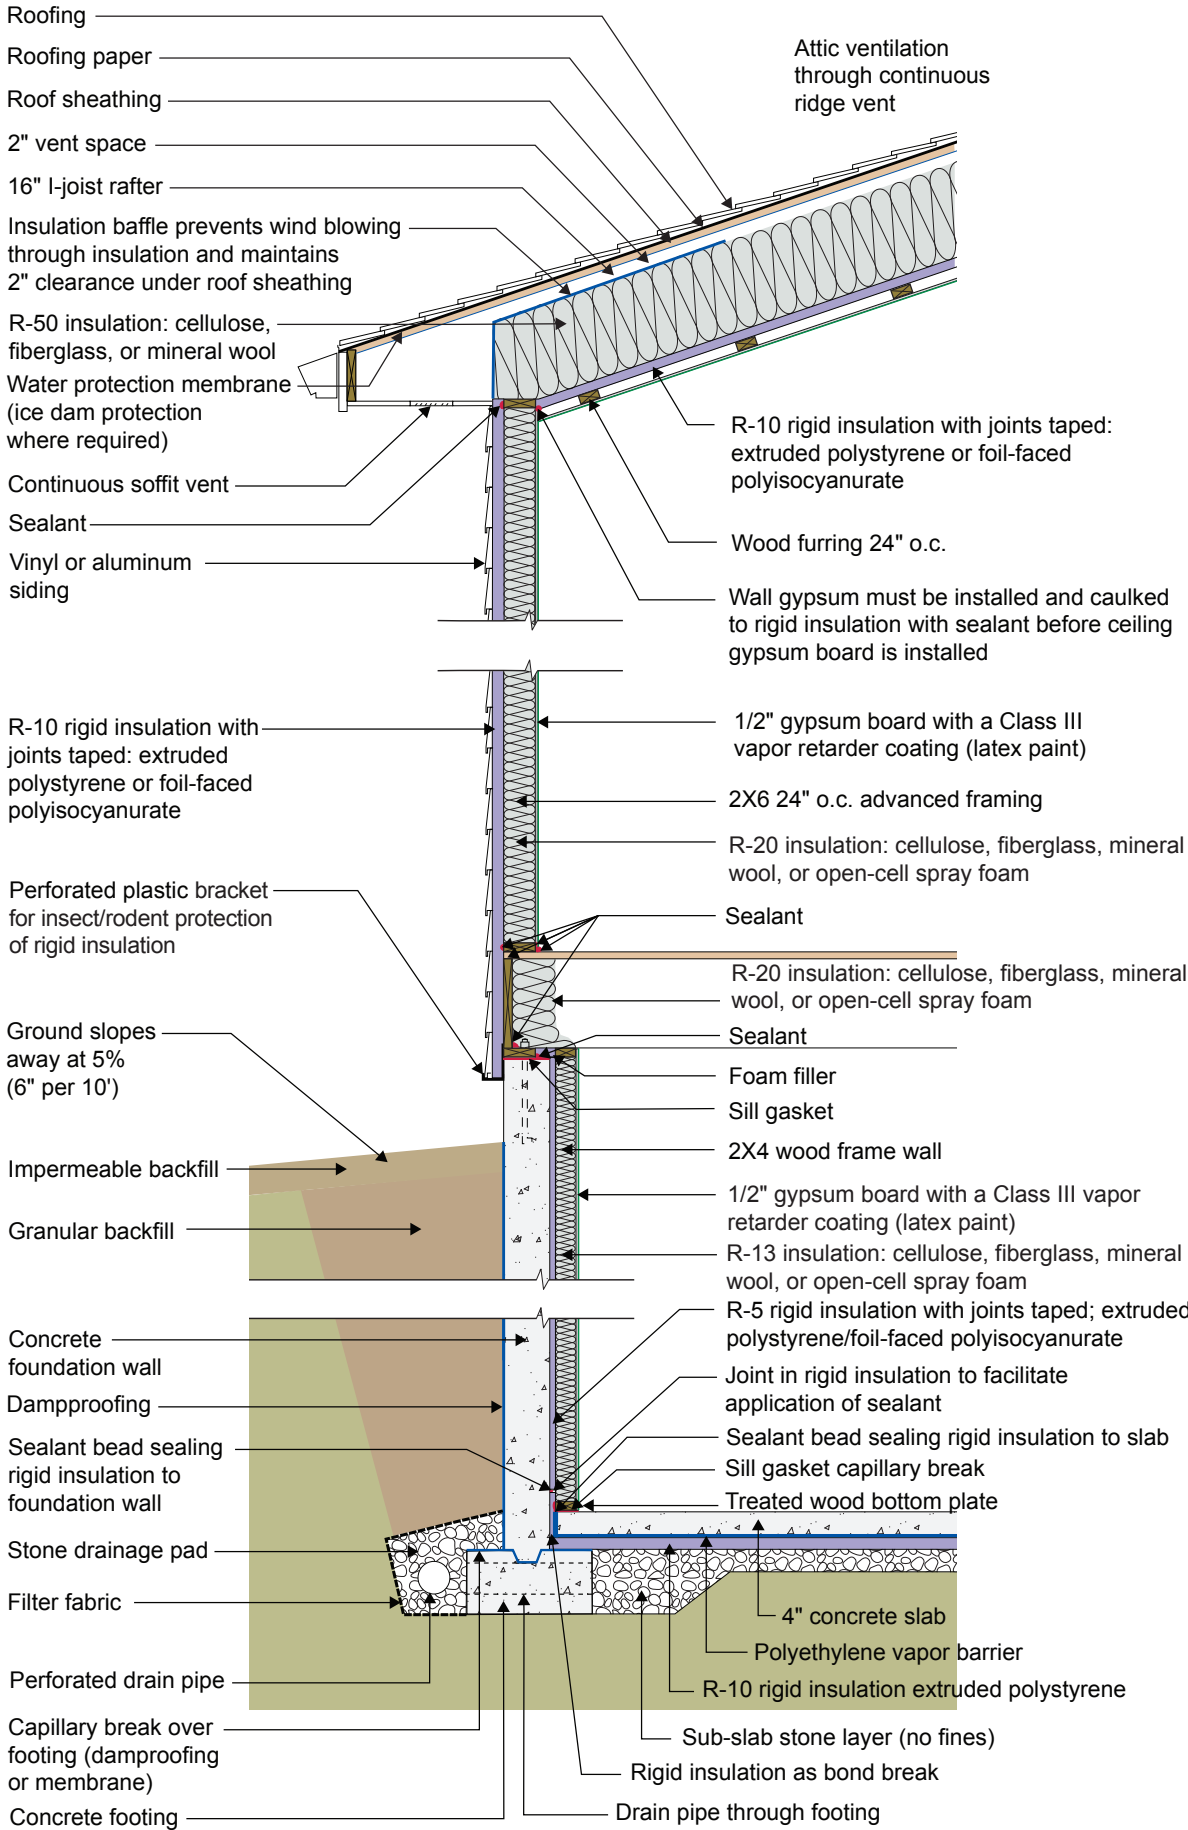 Roofing
Roofing paper
Roof sheathing
2" vent space
16" I-joist rafter
Insulation baffle prevents wind blowing
through insulation and maintains
2" clearance under roof sheathing
R-50 insulation: cellulose,
fiberglass, or mineral wool
Water protection membrane
(ice dam protection
where required)
Continuous soffit vent
Sealant
Vinyl or aluminum
siding
R-10 rigid insulation with
joints taped: extruded
polystyrene or foil-faced
polyisocyanurate
Perforated plastic bracket
for insect/rodent protection
of rigid insulation
Ground slopes
away at 5%
(6" per 10')
Impermeable backfill
Granular backfill
Concrete
foundation wall
Dampproofing
Sealant bead sealing
rigid insulation to
foundation wall
Stone drainage pad
Filter fabric
Perforated drain pipe
Capillary break over
footing (damproofing
or membrane)
Concrete footing
Attic ventilation
through continuous
ridge vent
R-10 rigid insulation with joints taped:
extruded polystyrene or foil-faced
polyisocyanurate
Wood furring 24" o.c.
Wall gypsum must be installed and caulked
to rigid insulation with sealant before ceiling
gypsum board is installed
1/2" gypsum board with a Class III
vapor retarder coating (latex paint)
2X6 24" o.c. advanced framing
R-20 insulation: cellulose, fiberglass, mineral
wool, or open-cell spray foam
Sealant
R-20 insulation: cellulose, fiberglass, mineral
wool, or open-cell spray foam
Sealant
Foam filler
Sill gasket
2X4 wood frame wall
1/2" gypsum board with a Class III vapor
retarder coating (latex paint)
R-13 insulation: cellulose, fiberglass, mineral
wool, or open-cell spray foam
R-5 rigid insulation with joints taped; extruded
polystyrene/foil-faced polyisocyanurate
Joint in rigid insulation to facilitate
application of sealant
Sealant bead sealing rigid insulation to slab
Sill gasket capillary break
Treated wood bottom plate
4" concrete slab
Polyethylene vapor barrier
R-10 rigid insulation extruded polystyrene
Sub-slab stone layer (no fines)
Rigid insulation as bond break
Drain pipe through footing